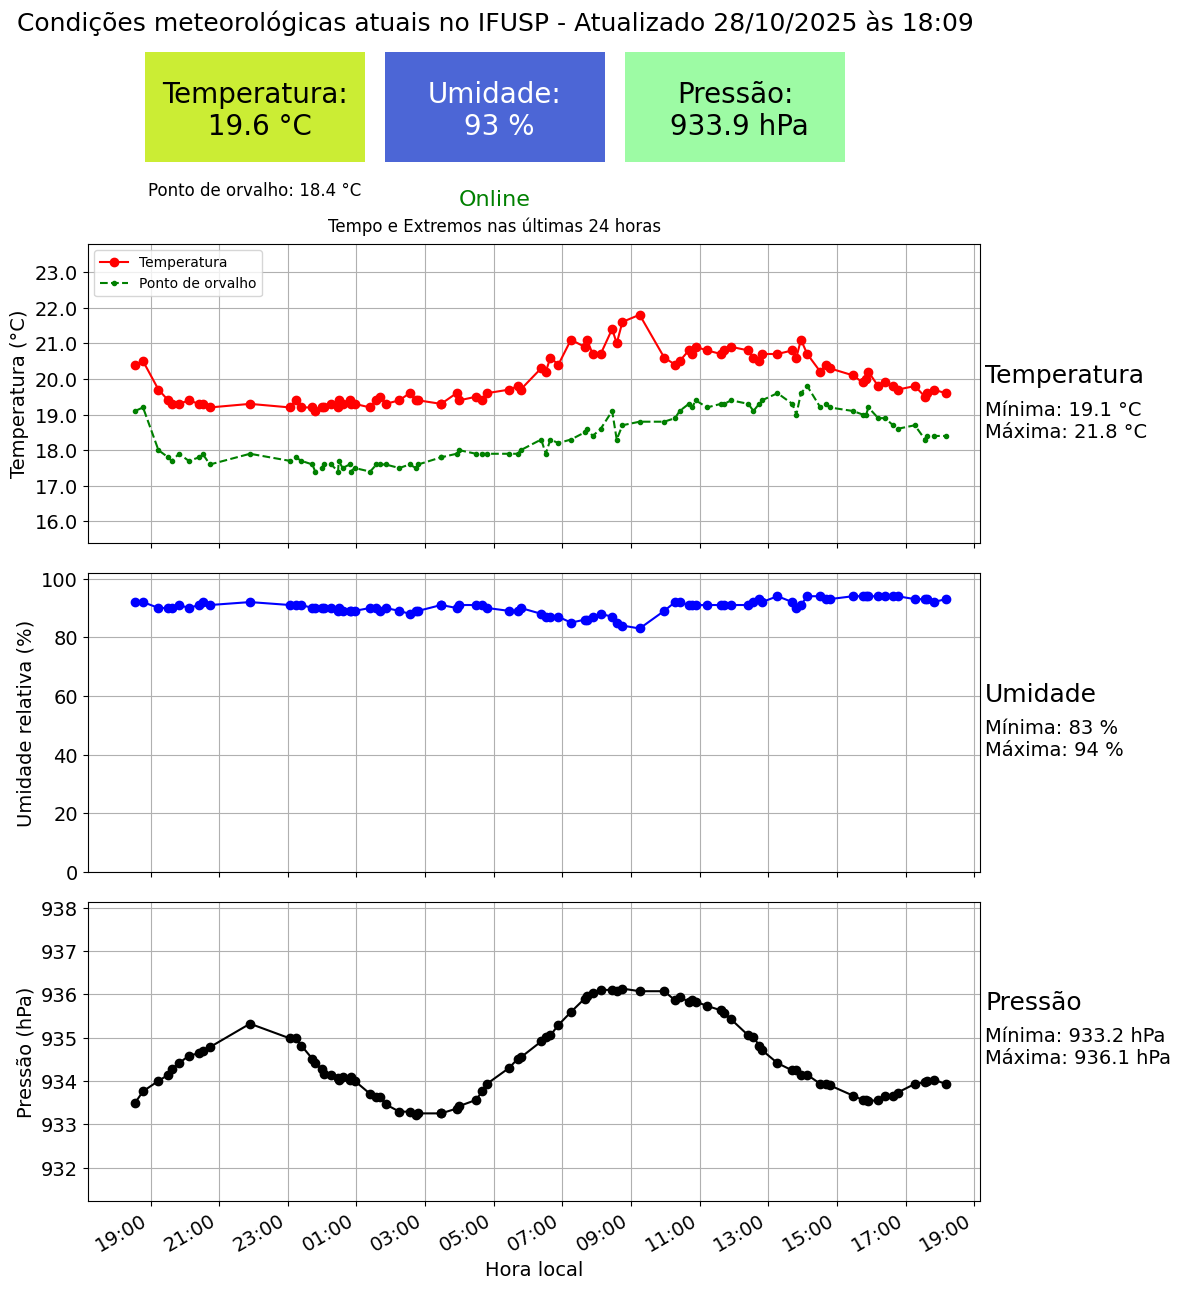 Condições meteorológicas atuais no IFUSP - Atualizado 28/10/2025 às 18:09
Temperatura:
19.6 °C
Umidade:
93 %
Pressão:
933.9 hPa
Ponto de orvalho: 18.4 °C
Online
Tempo e Extremos nas últimas 24 horas
Temperatura
Ponto de orvalho
Temperatura (°C)
23.0
22.0
21.0
20.0
19.0
18.0
17.0
16.0
Temperatura
Mínima: 19.1 °C
Máxima: 21.8 °C
Umidade relativa (%)
100
80
60
40
20
0
Umidade
Mínima: 83 %
Máxima: 94 %
Pressão (hPa)
938
937
936
935
934
933
932
Pressão
Mínima: 933.2 hPa
Máxima: 936.1 hPa
19:00
21:00
23:00
01:00
03:00
05:00
07:00
09:00
11:00
13:00
15:00
17:00
19:00
Hora local